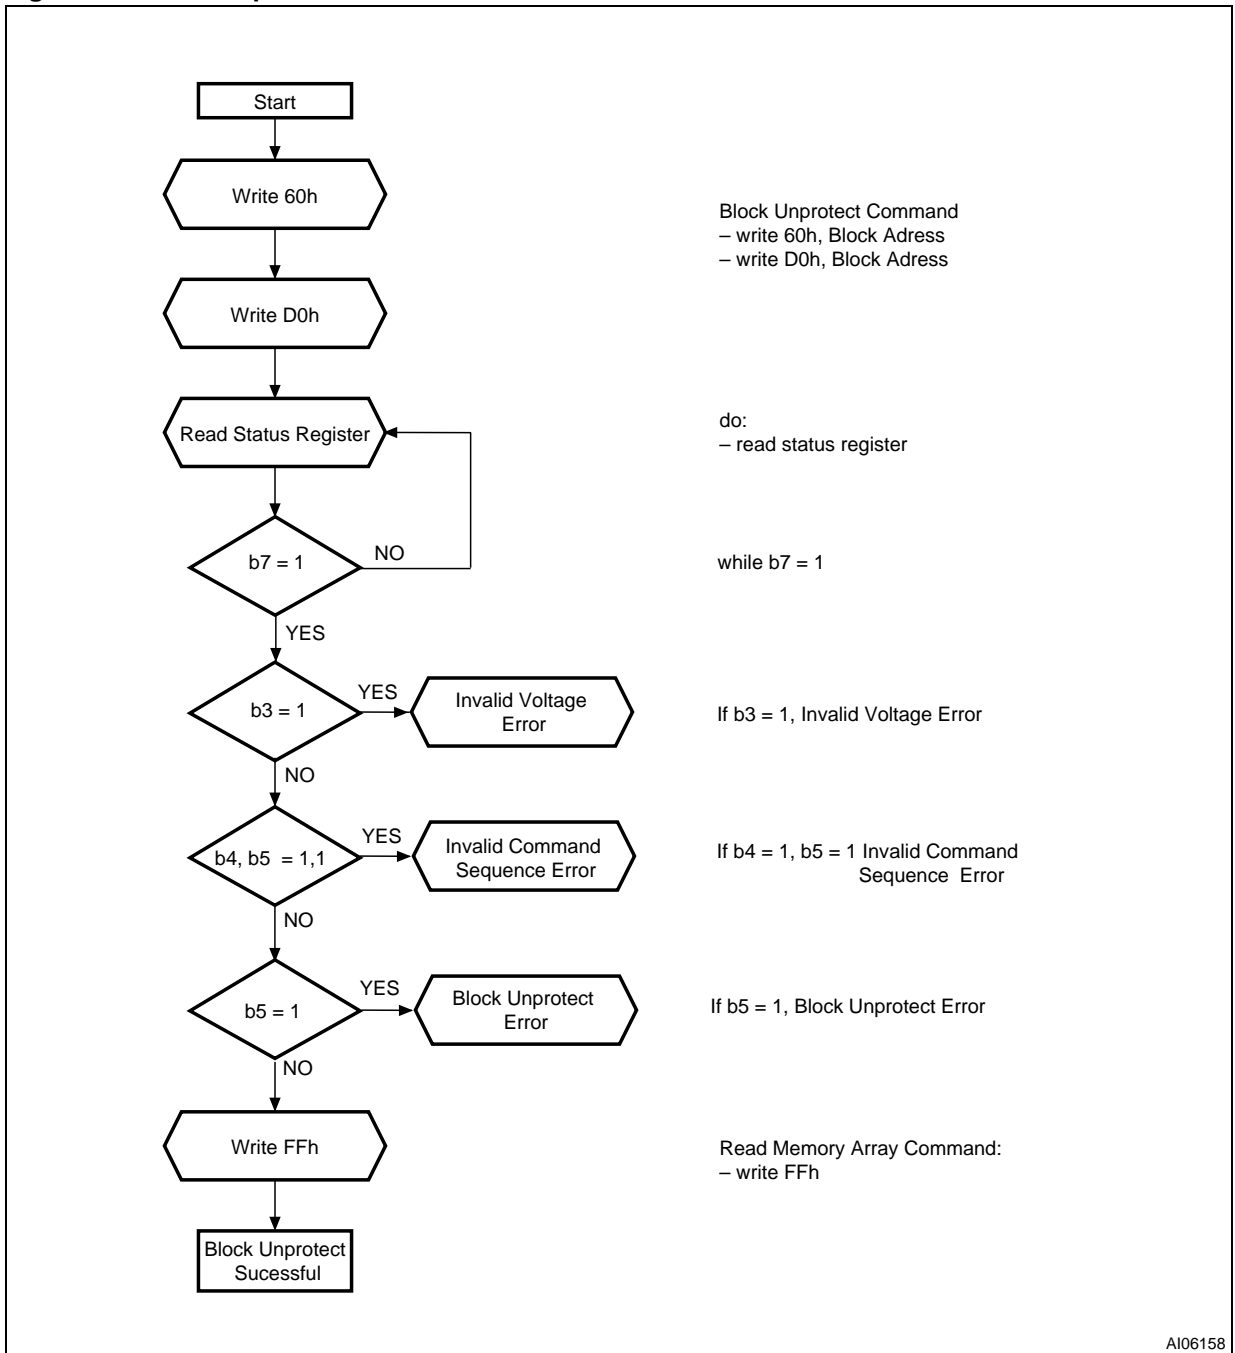 Start
Write 60h
Block Unprotect Command
– write 60h, Block Adress
– write D0h, Block Adress
Write D0h
Read Status Register
do:
– read status register
b7 = 1
NO
while b7 = 1
YES
b3 = 1
YES
Invalid Voltage
Error
If b3 = 1, Invalid Voltage Error
NO
b4, b5 = 1,1
YES
Invalid Command
Sequence Error
If b4 = 1, b5 = 1 Invalid Command
Sequence Error
NO
b5 = 1
YES
Block Unprotect
Error
If b5 = 1, Block Unprotect Error
NO
Write FFh
Read Memory Array Command:
– write FFh
Block Unprotect
Sucessful
AI06158